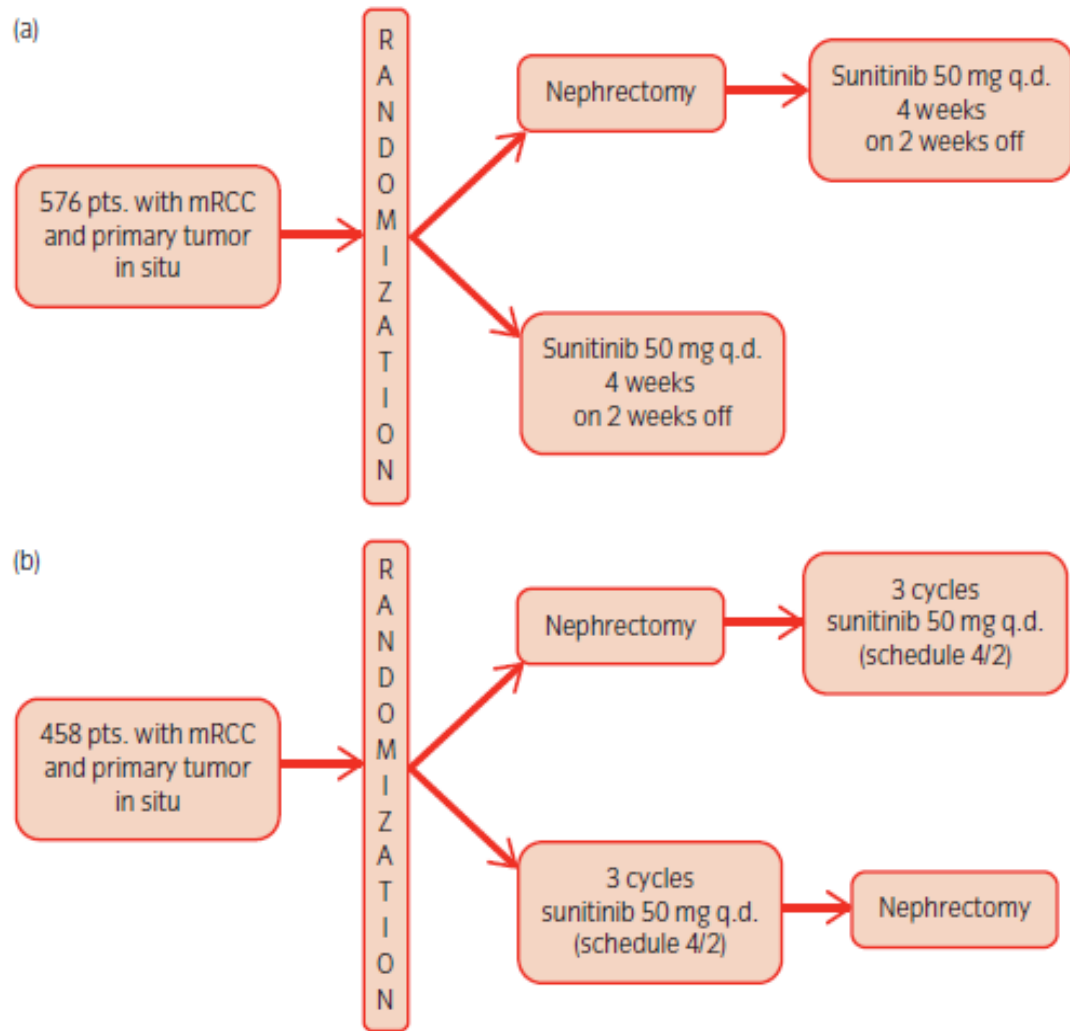 (a)
576 pts. with mRCC
and primary tumor
in situ
R
A
N
D
O
M
I
Z
A
T
I
O
N
Nephrectomy
Sunitinib 50 mg q.d.
4 weeks
on 2 weeks off
Sunitinib 50 mg q.d.
4 weeks
on 2 weeks off
(b)
458 pts. with mRCC
and primary tumor
in situ
R
A
N
D
O
M
I
Z
A
T
I
O
N
Nephrectomy
3 cycles
sunitinib 50 mg q.d.
(schedule 4/2)
3 cycles
sunitinib 50 mg q.d.
(schedule 4/2)
Nephrectomy